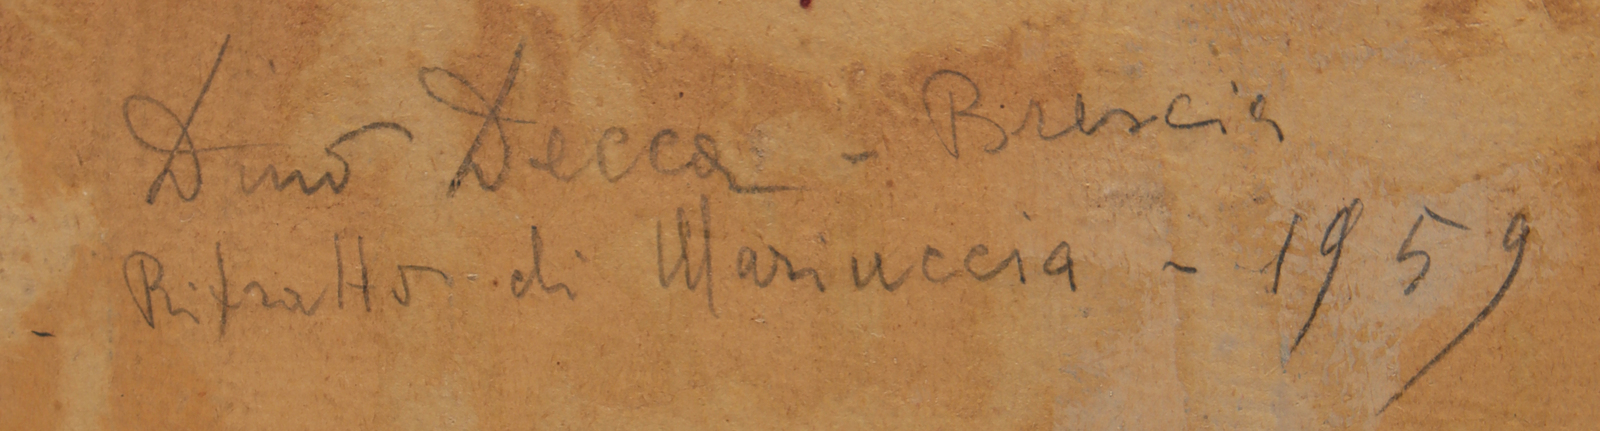 Dino Decca - Brescia
Ritratto di Mariuccia - 1959